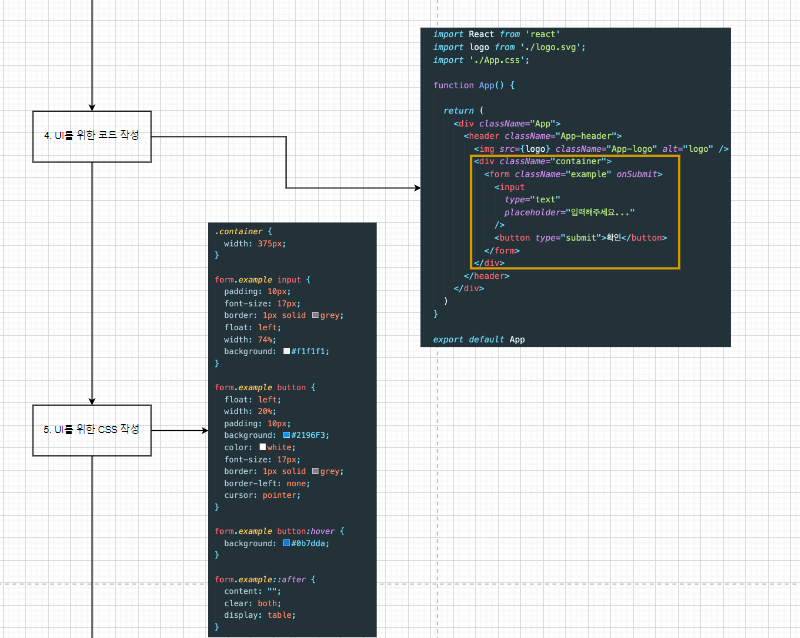 4. UI를 위한 코드 작성
import React from 'react'
import logo from './logo.svg';
import './App.css';
function App() {
return (
<div className="App">
<header className="App-header">
<img src={logo} className="App-logo" alt="logo" />
<div className="container">
<form className="example" onSubmit>
<input
type="text"
placeholder="입력해주세요..."
/>
<button type="submit">확인</button>
</form>
</div>
</header>
</div>
)
}
export default App
5. UI를 위한 CSS 작성
.container {
width: 375px;
}
form.example input {
padding: 10px;
font-size: 17px;
border: 1px solid grey;
float: left;
width: 74%;
background: #f1f1f1;
}
form.example button {
float: left;
width: 20%;
padding: 10px;
background: #2196F3;
color: white;
font-size: 17px;
border: 1px solid grey;
border-left: none;
cursor: pointer;
}
form.example button:hover {
background: #0b7dda;
}
form.example::after {
content: "";
clear: both;
display: table;
}